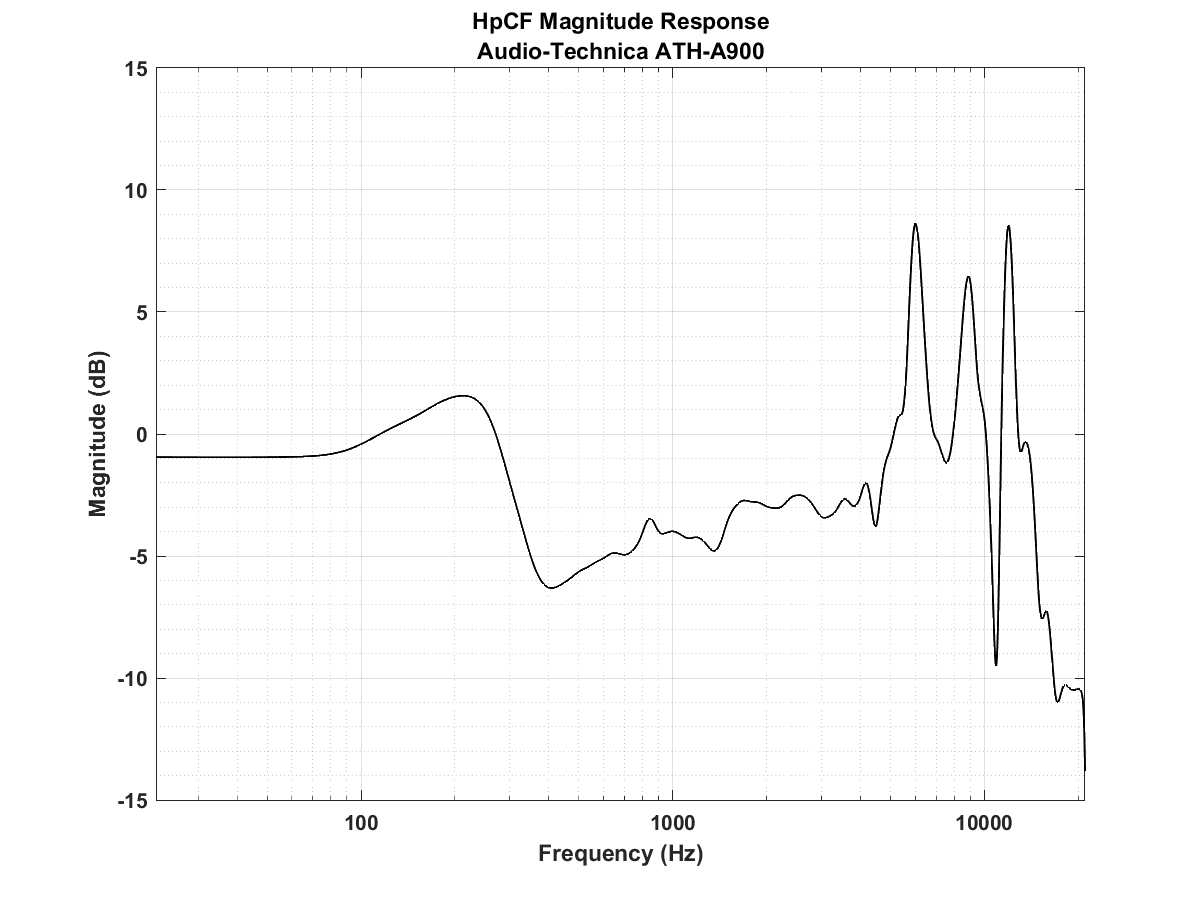 HpCF Magnitude Response
Audio-Technica ATH-A900
15
10
5
0
-5
-10
-15
Magnitude (dB)
100 1000 10000
Frequency (Hz)